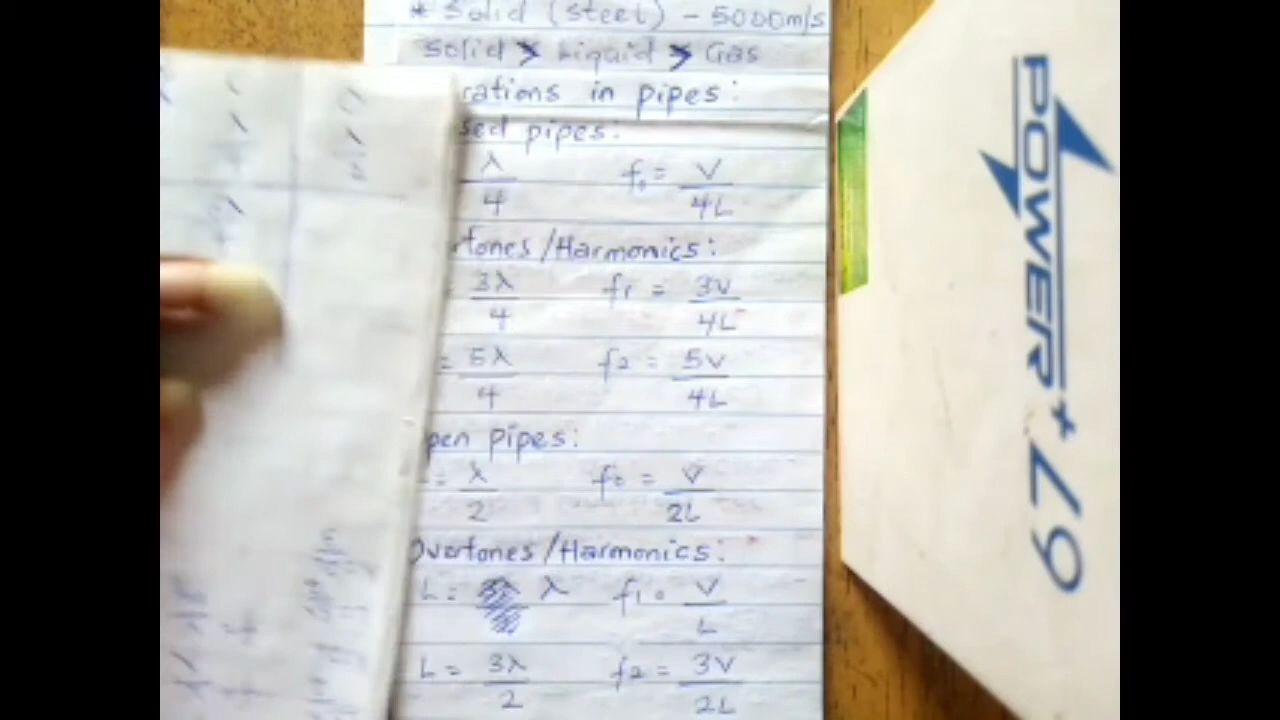 * Solid (steel) - 5000m/s
Solid > Liquid > Gas
rations in pipes:
sed pipes:
λ/4 f₀ = V/4L
rtones/Harmonics:
= 3λ/4 f₁ = 3V/4L
= 5λ/4 f2 = 5V/4L
pen pipes:
= λ/2 f₀ = V/2L
Overtones/Harmonics:
L = λ f₁ = V/L
L = 3λ/2 f2 = 3V/2L
POWER+ L9